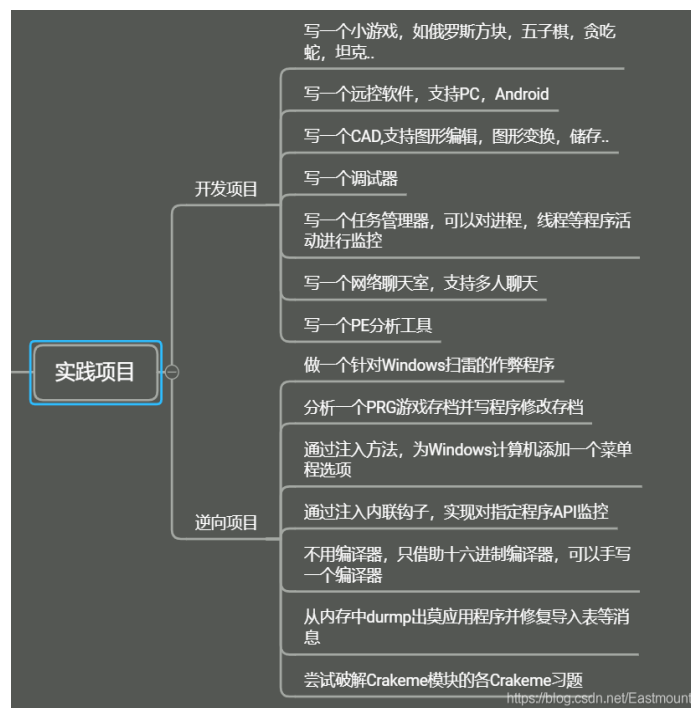 写一个小游戏，如俄罗斯方块，五子棋，贪吃
蛇，坦克..
写一个远控软件，支持PC，Android
写一个CAD,支持图形编辑，图形变换，储存..
写一个调试器
开发项目
写一个任务管理器，可以对进程，线程等程序活
动进行监控
写一个网络聊天室，支持多人聊天
写一个PE分析工具
实践项目
做一个针对Windows扫雷的作弊程序
分析一个PRG游戏存档并写程序修改存档
通过注入方法，为Windows计算机添加一个菜单
程选项
通过注入内联钩子，实现对指定程序API监控
逆向项目
不用编译器，只借助十六进制编译器，可以手写
一个编译器
从内存中durmp出莫应用程序并修复导入表等消
息
尝试破解Crakeme模块的各Crakeme习题
https://blog.csdn.net/Eastmount